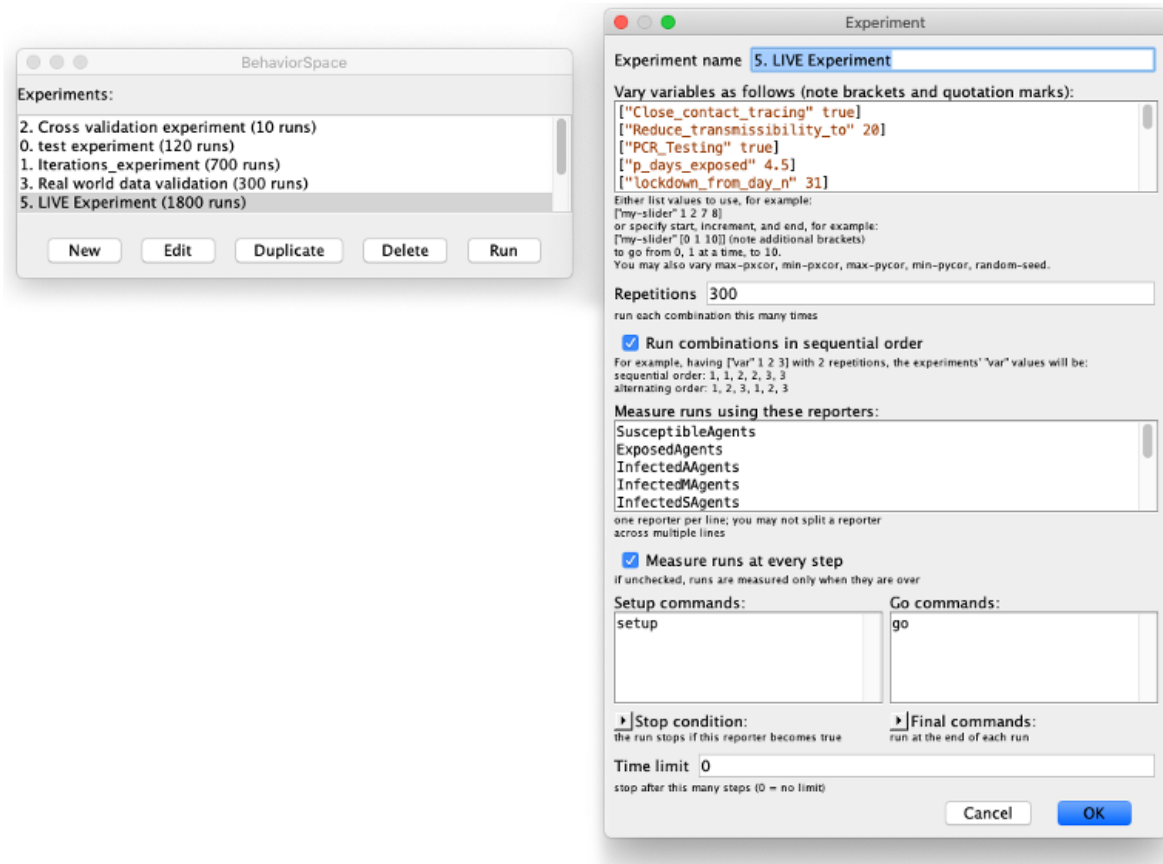 BehaviorSpace
Experiments:
2. Cross validation experiment (10 runs)
0. test experiment (120 runs)
1. Iterations_experiment (700 runs)
3. Real world data validation (300 runs)
5. LIVE Experiment (1800 runs)
New Edit Duplicate Delete Run
Experiment
Experiment name 5. LIVE Experiment
Vary variables as follows (note brackets and quotation marks):
["Close_contact_tracing" true]
["Reduce_transmissibility_to" 20]
["PCR_Testing" true]
["p_days_exposed" 4.5]
["lockdown_from_day_n" 31]
Either list values to use, for example:
["my-slider" 1 2 7 8]
or specify start, increment, and end, for example:
["my-slider" [0 1 10]] (note additional brackets)
to go from 0, 1 at a time, to 10.
You may also vary max-pxcor, min-pxcor, max-pycor, min-pycor, random-seed.
Repetitions 300
run each combination this many times
Run combinations in sequential order
For example, having ["var" 1 2 3] with 2 repetitions, the experiments' "var" values will be:
sequential order: 1, 1, 2, 2, 3, 3
alternating order: 1, 2, 3, 1, 2, 3
Measure runs using these reporters:
SusceptibleAgents
ExposedAgents
InfectedAAgents
InfectedMAgents
InfectedSAgents
one reporter per line; you may not split a reporter
across multiple lines
Measure runs at every step
if unchecked, runs are measured only when they are over
Setup commands: Go commands:
setup go
Stop condition: Final commands:
the run stops if this reporter becomes true run at the end of each run
Time limit 0
stop after this many steps (0 = no limit)
Cancel OK